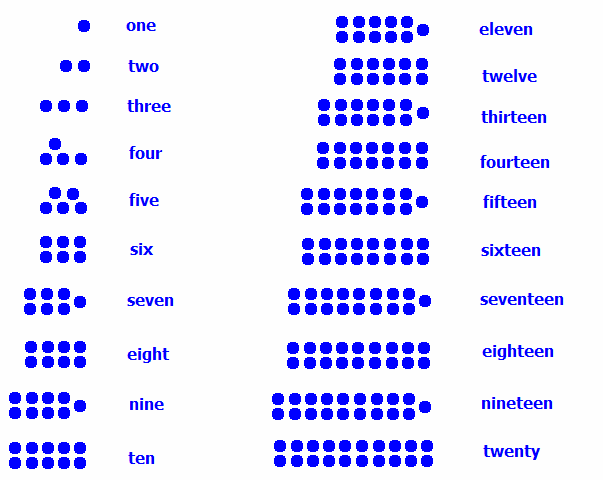 one
two
three
four
five
six
seven
eight
nine
ten
eleven
twelve
thirteen
fourteen
fifteen
sixteen
seventeen
eighteen
nineteen
twenty